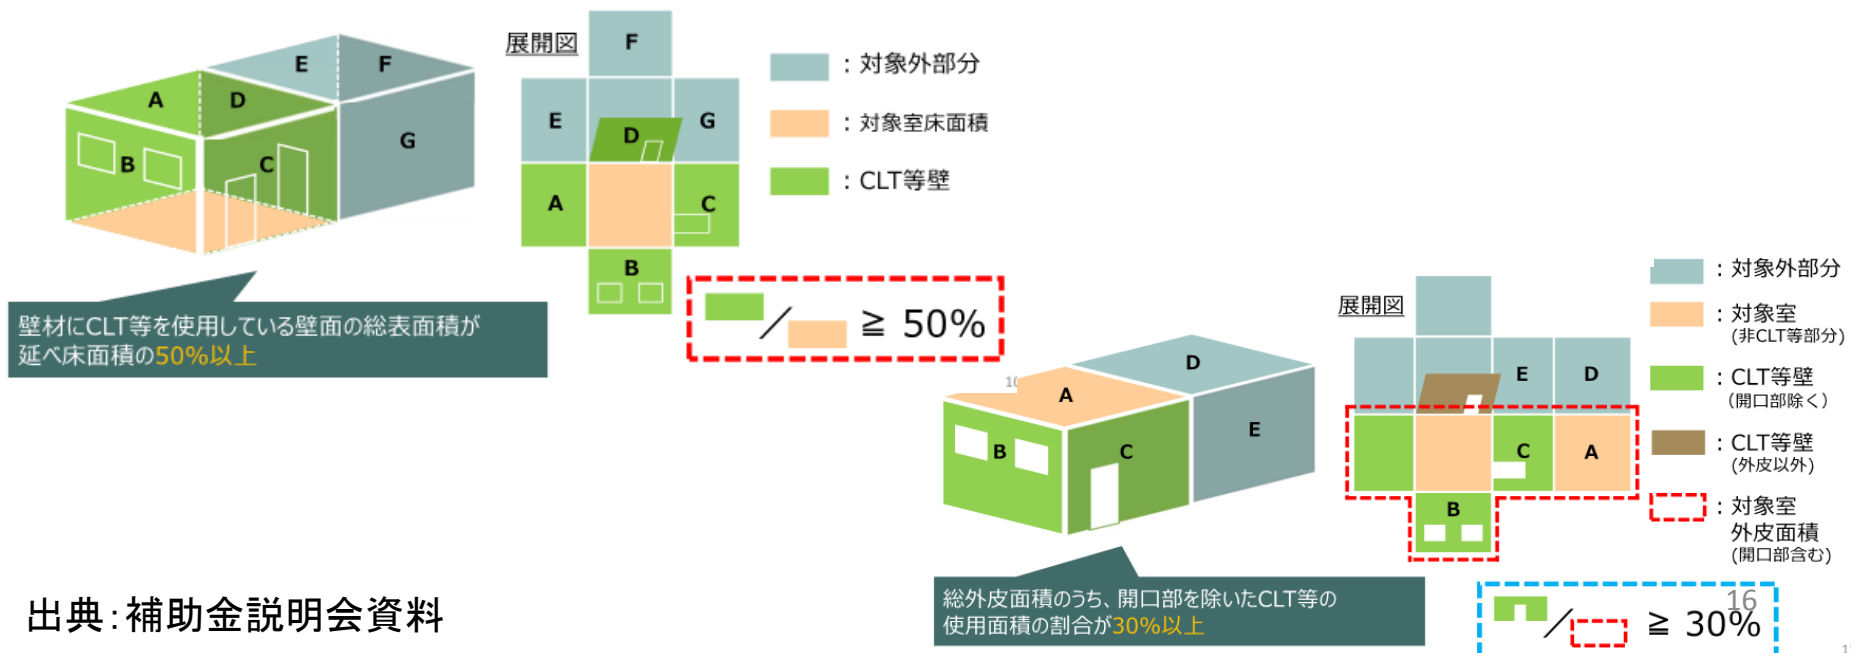 E
F
A
D
B
C
G
展開図
F
E
D
G
A
C
B
：対象外部分
：対象室床面積
：CLT等壁
／ ≧ 50%
壁材にCLT等を使用している壁面の総表面積が
延べ床面積の50%以上
10
D
A
B
C
E
展開図
E
D
C
A
B
：対象外部分
：対象室
(非CLT等部分)
：CLT等壁
(開口部除く)
：CLT等壁
(外皮以外)
：対象室
外皮面積
(開口部含む)
総外皮面積のうち、開口部を除いたCLT等の
使用面積の割合が30%以上
16
／ ≧ 30%
出典：補助金説明会資料